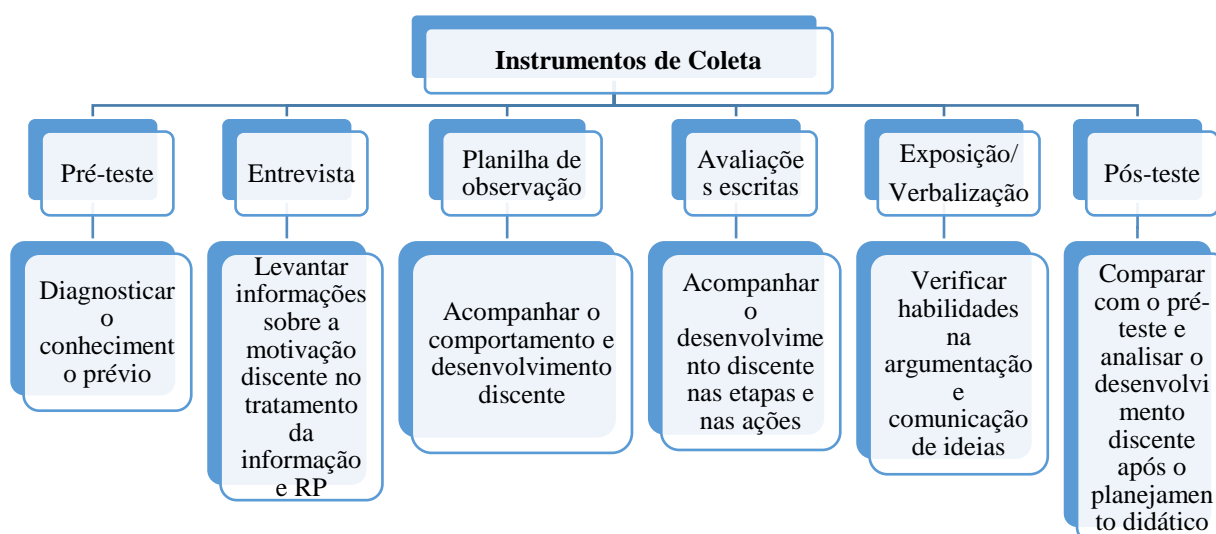 Instrumentos de Coleta
Pré-teste
Entrevista
Planilha de
observação
Avaliaçõe
s escritas
Exposição/
Verbalização
Pós-teste
Diagnosticar
o
conheciment
o prévio
Levantar
informações
sobre a
motivação
discente no
tratamento
da
informação
e RP
Acompanhar o
comportamento e
desenvolvimento
discente
Acompanhar
o
desenvolvime
nto discente
nas etapas e
nas ações
Verificar
habilidades
na
argumentação
e
comunicação
de ideias
Comparar
com o pré-
teste e
analisar o
desenvolvi
mento
discente
após o
planejamen
to didático